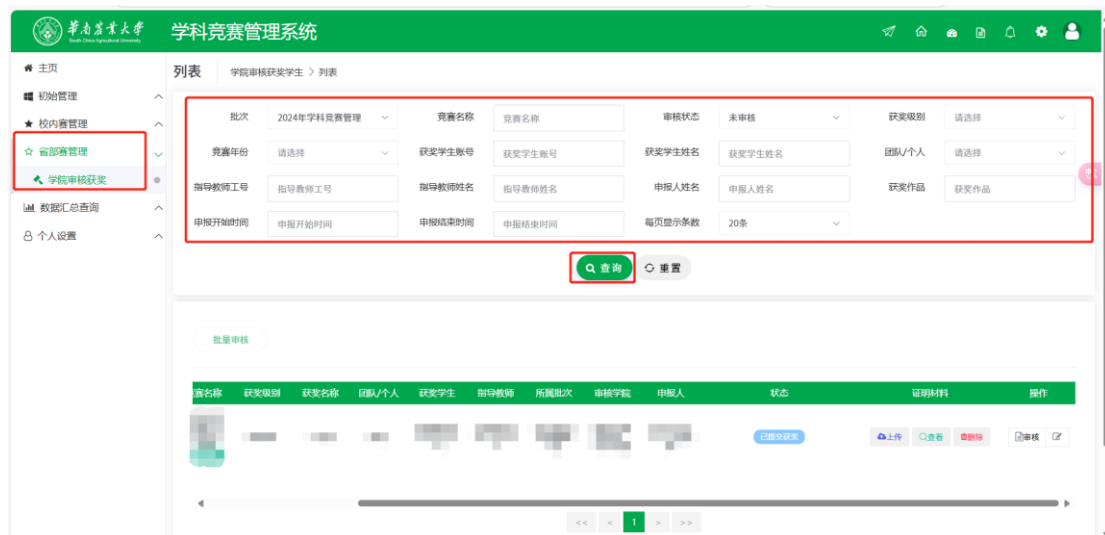 華南農業大學 学科竞赛管理系统
South China Agricultural University
主页
初始管理
校内赛管理
省部赛管理
学院审核获奖
数据汇总查询
个人设置
列表 学院审核获奖学生 > 列表
批次 2024年学科竞赛管理 竞赛名称 竞赛名称 审核状态 未审核 获奖级别 请选择
竞赛年份 请选择 获奖学生账号 获奖学生账号 获奖学生姓名 获奖学生姓名 团队/个人 请选择
指导教师工号 指导教师工号 指导教师姓名 指导教师姓名 申报人姓名 申报人姓名 获奖作品 获奖作品
申报开始时间 申报开始时间 申报结束时间 申报结束时间 每页显示条数 20条
查询 重置
批量审核
赛名称 获奖级别 获奖名称 团队/个人 获奖学生 指导教师 所属批次 审核学院 申报人 状态 证明材料 操作
已提交获奖 上传 查看 删除 审核
<< < 1 > >>